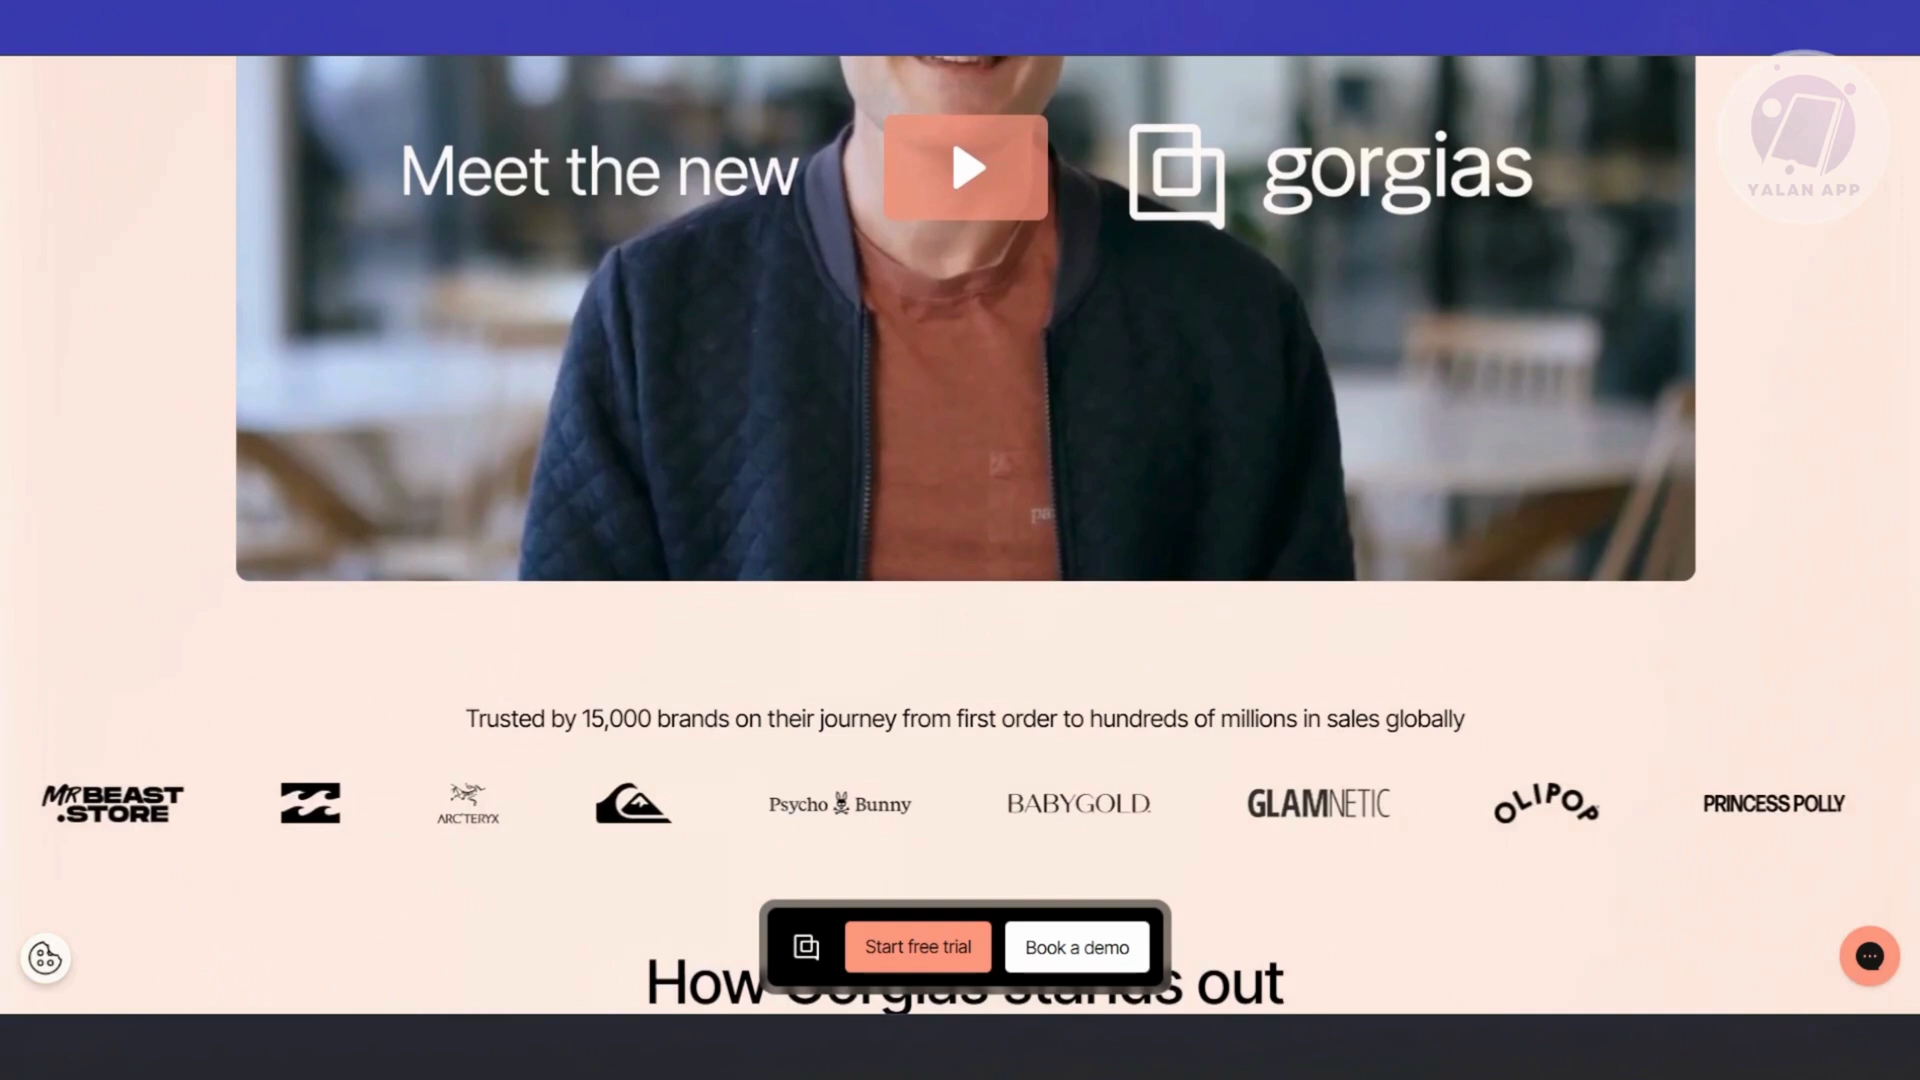 Meet the new gorgias
YALAN APP
Trusted by 15,000 brands on their journey from first order to hundreds of millions in sales globally
MRBEAST
.STORE
ARC'TERYX
Psycho Bunny
BABYGOLD.
GLAMNETIC
OLIPOP
PRINCESS POLLY
Start free trial
Book a demo
How Gorgias stands out